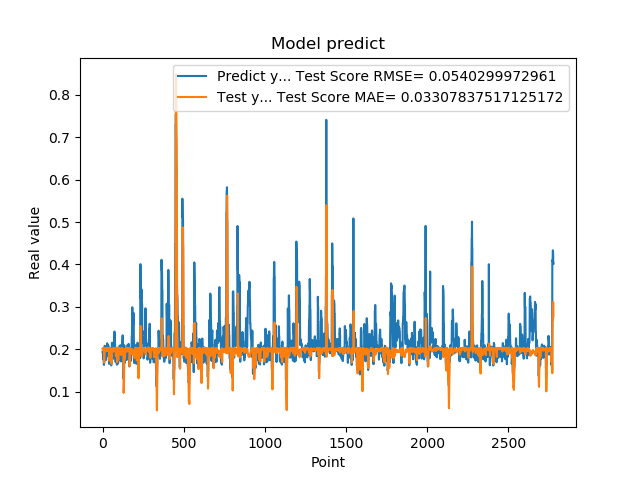 Model predict
Predict y... Test Score RMSE= 0.0540299972961
Test y... Test Score MAE= 0.03307837517125172
Real value
0.8
0.7
0.6
0.5
0.4
0.3
0.2
0.1
0 500 1000 1500 2000 2500
Point